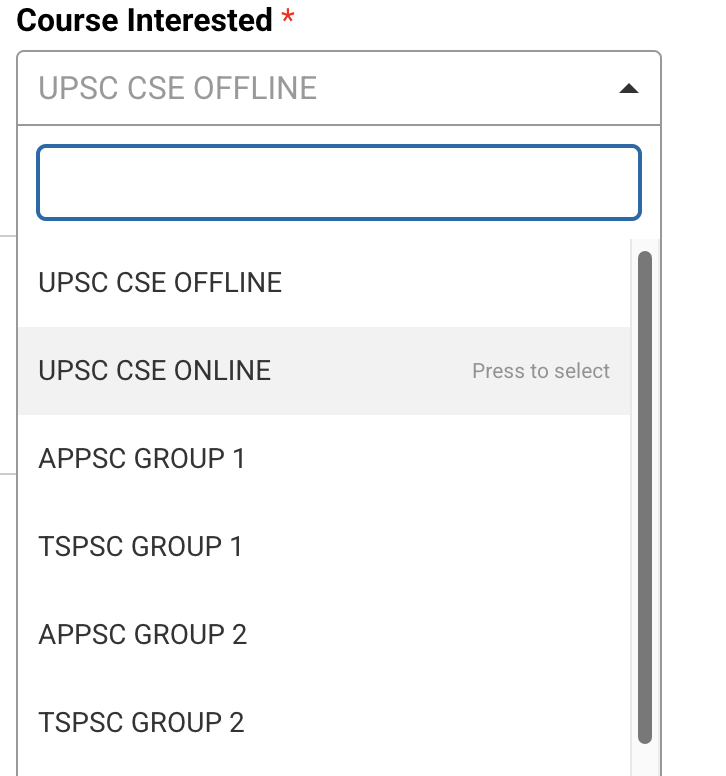 Course Interested *
UPSC CSE OFFLINE
UPSC CSE OFFLINE
UPSC CSE ONLINE Press to select
APPSC GROUP 1
TSPSC GROUP 1
APPSC GROUP 2
TSPSC GROUP 2